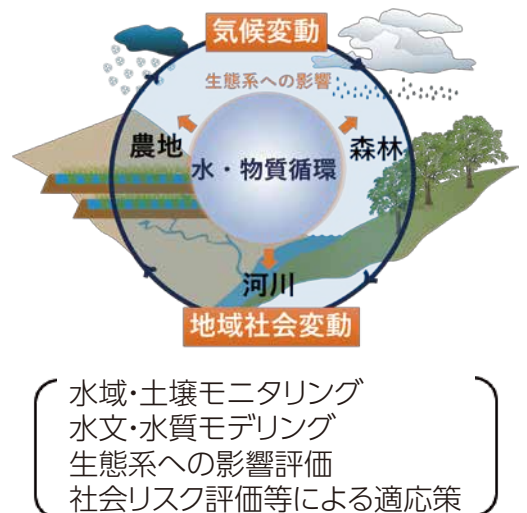 気候変動
生態系への影響
農地
水・物質循環
森林
河川
地域社会変動
水域・土壌モニタリング
水文・水質モデリング
生態系への影響評価
社会リスク評価等による適応策